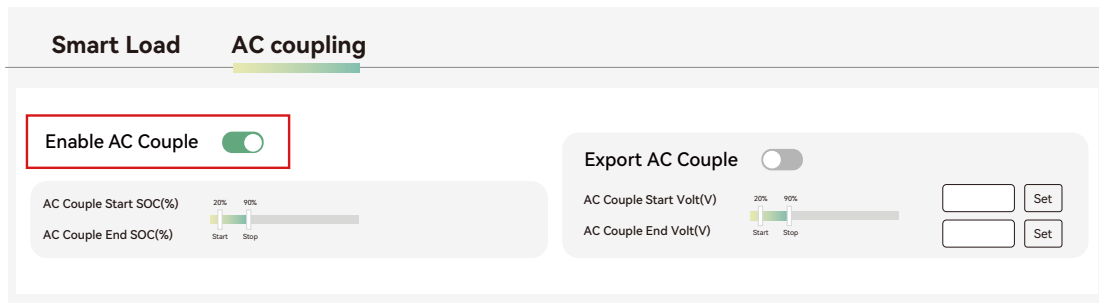 Smart Load AC coupling
Enable AC Couple
AC Couple Start SOC(%) 20% 90%
AC Couple End SOC(%) Start Stop
Export AC Couple
AC Couple Start Volt(V) 20% 90% Set
AC Couple End Volt(V) Start Stop Set